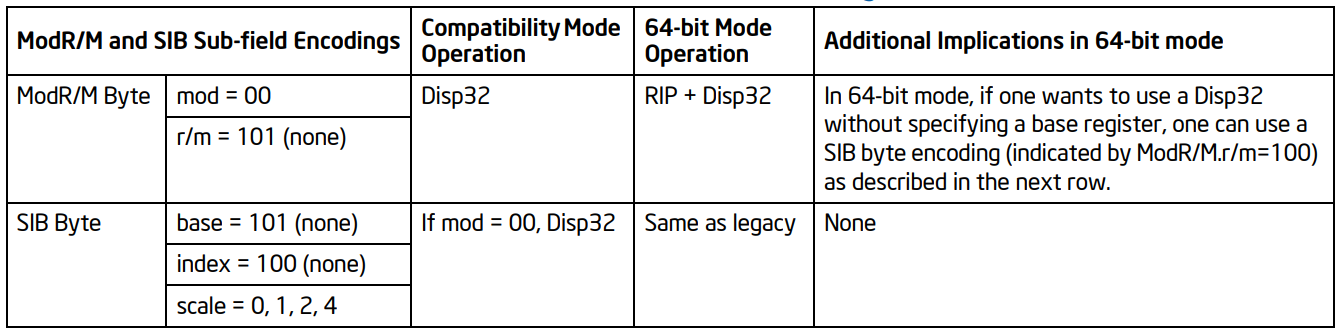 ModR/M and SIB Sub-field Encodings
Compatibility Mode
Operation
64-bit Mode
Operation
Additional Implications in 64-bit mode
ModR/M Byte
mod = 00
r/m = 101 (none)
Disp32
RIP + Disp32
In 64-bit mode, if one wants to use a Disp32
without specifying a base register, one can use a
SIB byte encoding (indicated by ModR/M.r/m=100)
as described in the next row.
SIB Byte
base = 101 (none)
index = 100 (none)
scale = 0, 1, 2, 4
If mod = 00, Disp32
Same as legacy
None